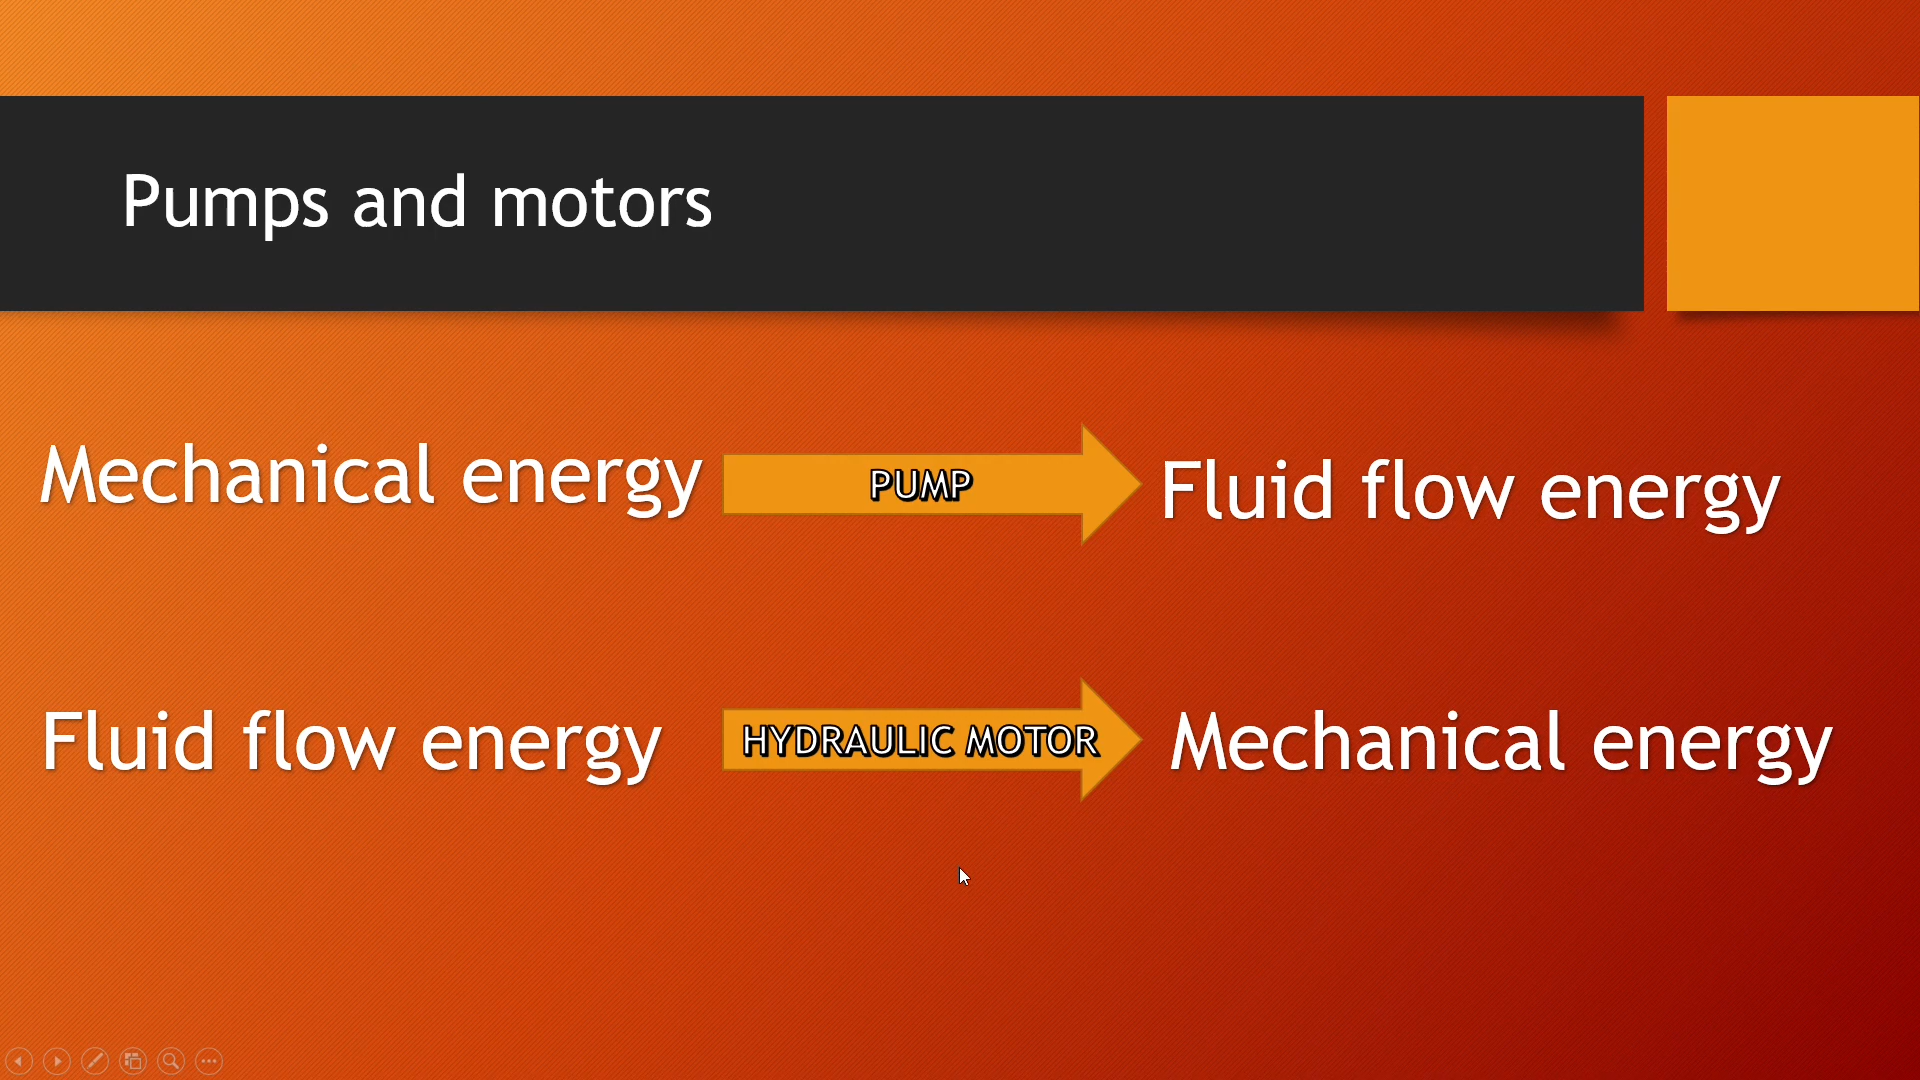 Pumps and motors
Mechanical energy PUMP Fluid flow energy
Fluid flow energy HYDRAULIC MOTOR Mechanical energy